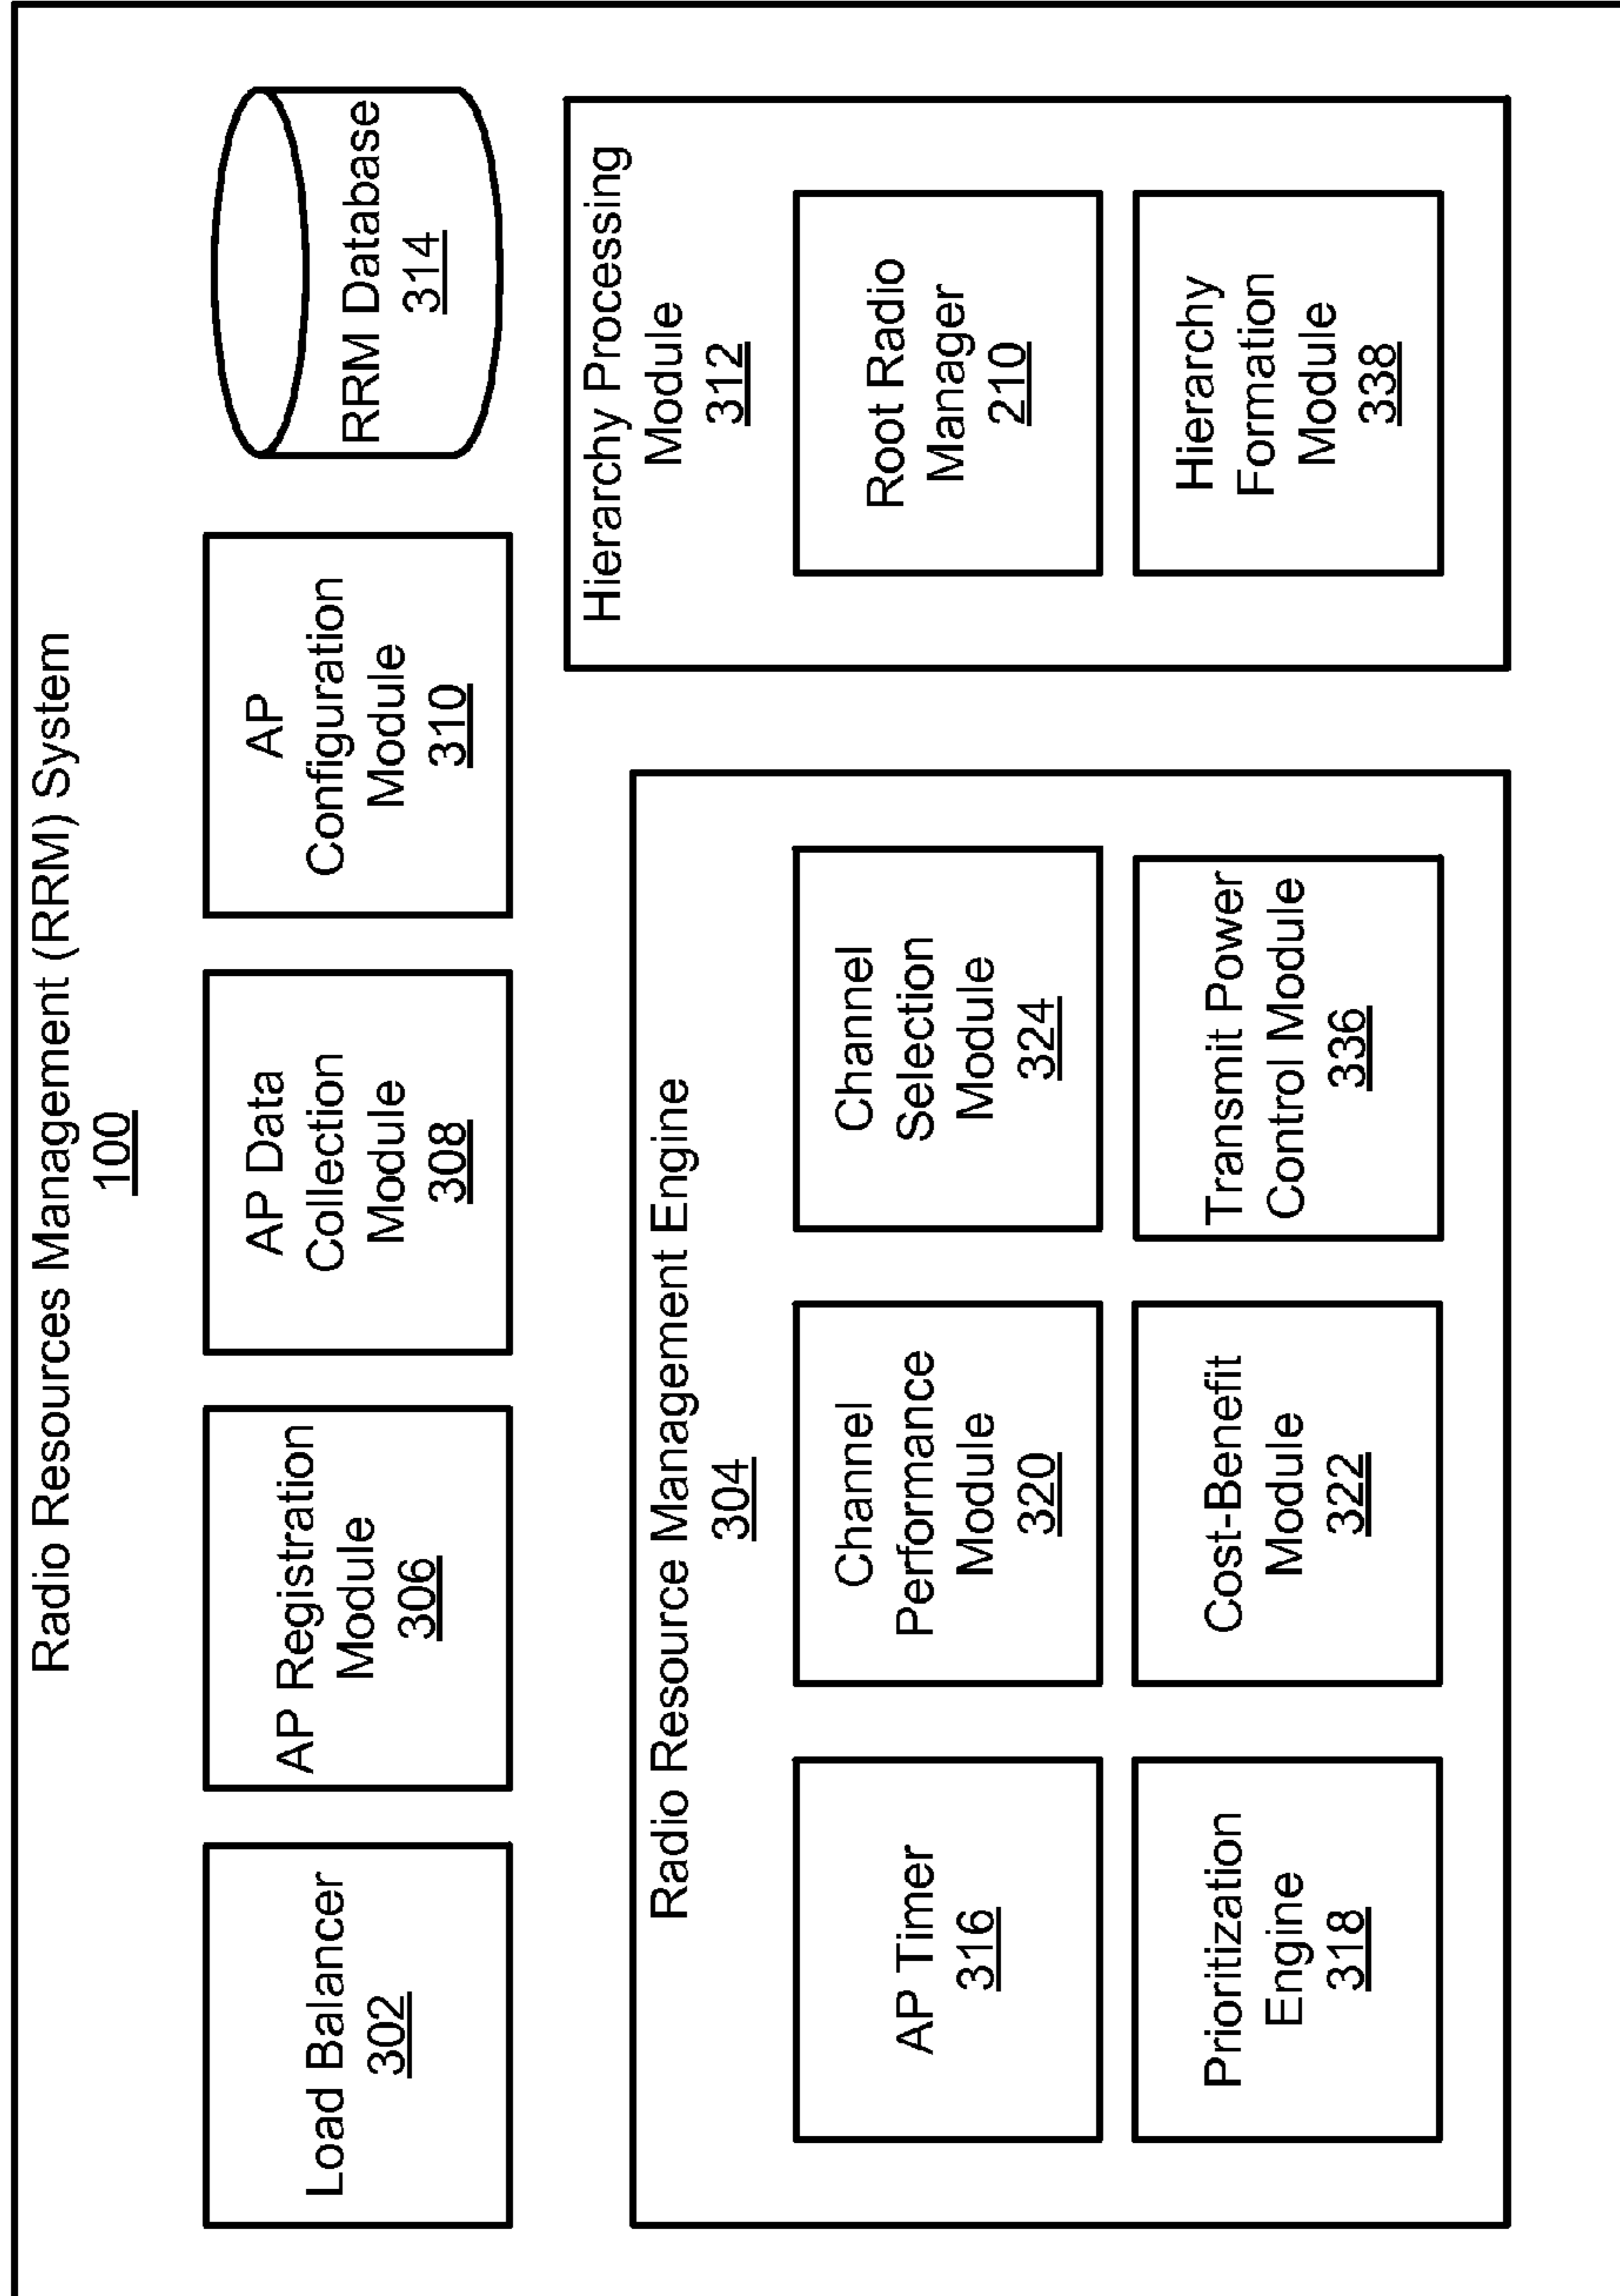 Radio Resources Management (RRM) System
100
Load Balancer
302
AP Registration
Module
306
AP Data
Collection
Module
308
AP
Configuration
Module
310
RRM Database
314
Radio Resource Management Engine
304
AP Timer
316
Channel
Performance
Module
320
Channel
Selection
Module
324
Prioritization
Engine
318
Cost-Benefit
Module
322
Transmit Power
Control Module
336
Hierarchy Processing
Module
312
Root Radio
Manager
210
Hierarchy
Formation
Module
338